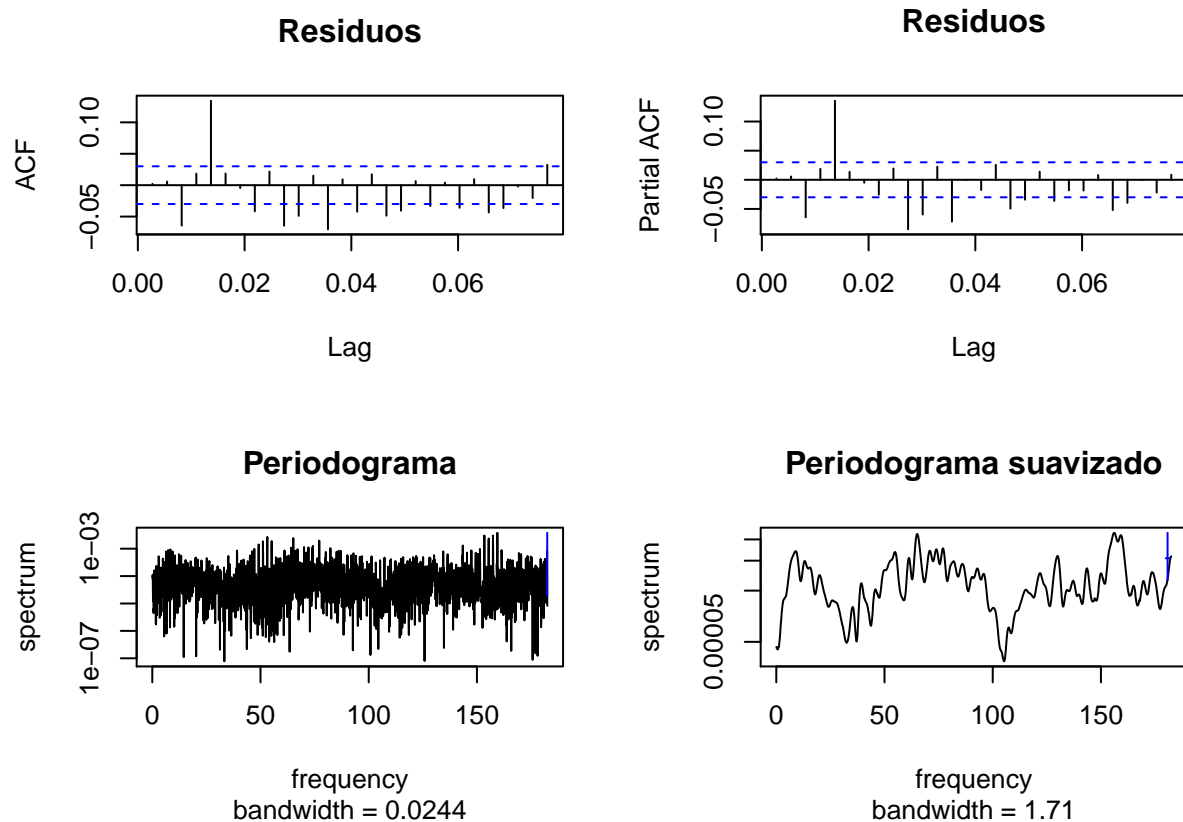 Residuos
ACF
0.10
−0.05
0.00 0.02 0.04 0.06
Lag
Residuos
Partial ACF
0.10
−0.05
0.00 0.02 0.04 0.06
Lag
Periodograma
spectrum
1e−03
1e−07
0 50 100 150
frequency
bandwidth = 0.0244
Periodograma suavizado
spectrum
0.00005
0 50 100 150
frequency
bandwidth = 1.71